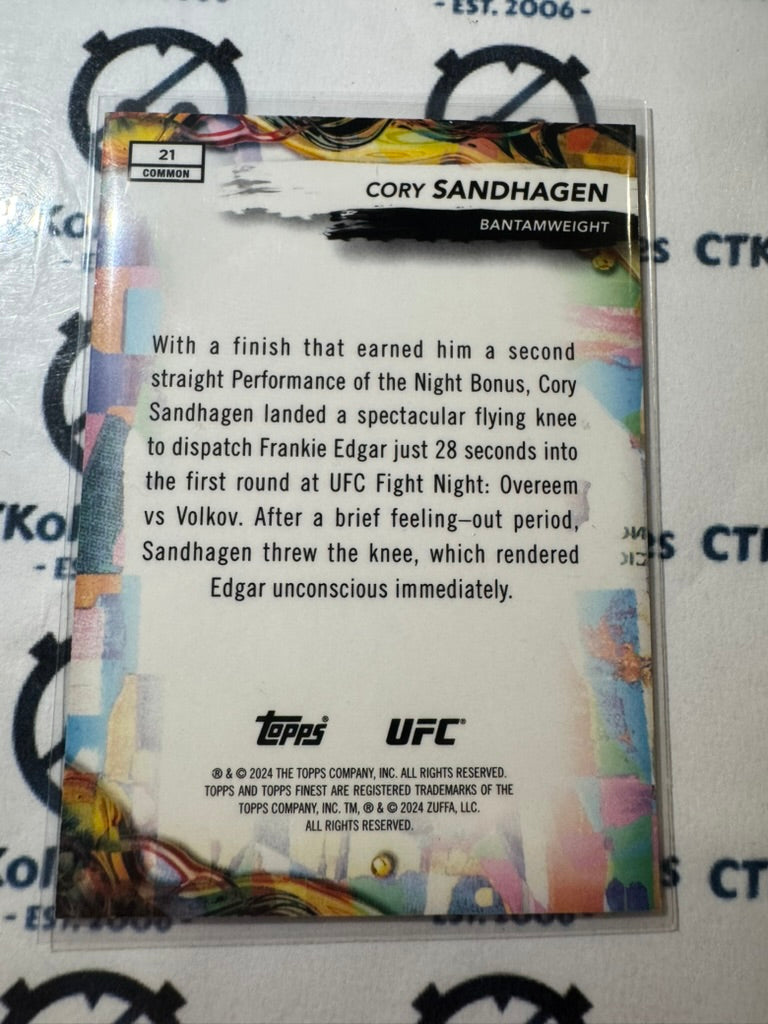 - EST. 2006 -
21
COMMON
CORY SANDHAGEN
BANTAMWEIGHT
CTK
With a finish that earned him a second
straight Performance of the Night Bonus, Cory
Sandhagen landed a spectacular flying knee
to dispatch Frankie Edgar just 28 seconds into
the first round at UFC Fight Night: Overeem
vs Volkov. After a brief feeling–out period,
Sandhagen threw the knee, which rendered
Edgar unconscious immediately.
CT
TOPPS UFC
® & © 2024 THE TOPPS COMPANY, INC. ALL RIGHTS RESERVED.
TOPPS AND TOPPS FINEST ARE REGISTERED TRADEMARKS OF THE
TOPPS COMPANY, INC. TM, ® & © 2024 ZUFFA, LLC.
ALL RIGHTS RESERVED.
CT